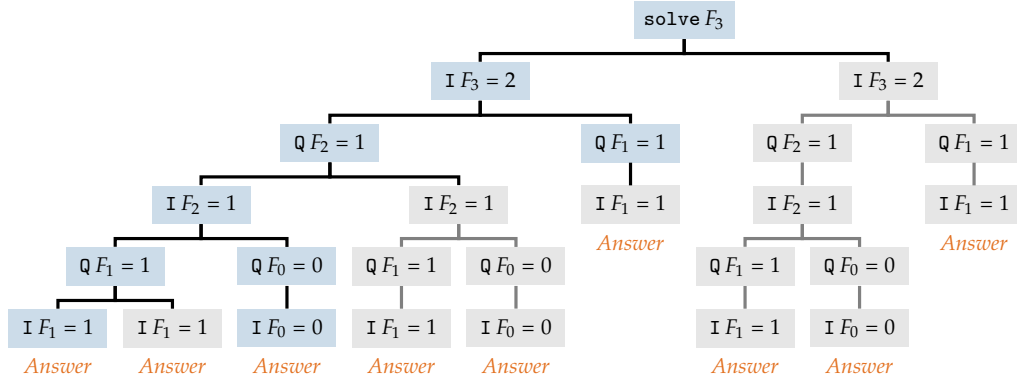 solve F₃
I F₃ = 2 I F₃ = 2
Q F₂ = 1 Q F₁ = 1 Q F₂ = 1 Q F₁ = 1
I F₂ = 1 I F₂ = 1 I F₁ = 1 I F₂ = 1 I F₁ = 1
Answer Answer
Q F₁ = 1 Q F₀ = 0 Q F₁ = 1 Q F₀ = 0 Q F₁ = 1 Q F₀ = 0
I F₁ = 1 I F₁ = 1 I F₀ = 0 I F₁ = 1 I F₀ = 0 I F₁ = 1 I F₀ = 0
Answer Answer Answer Answer Answer Answer Answer